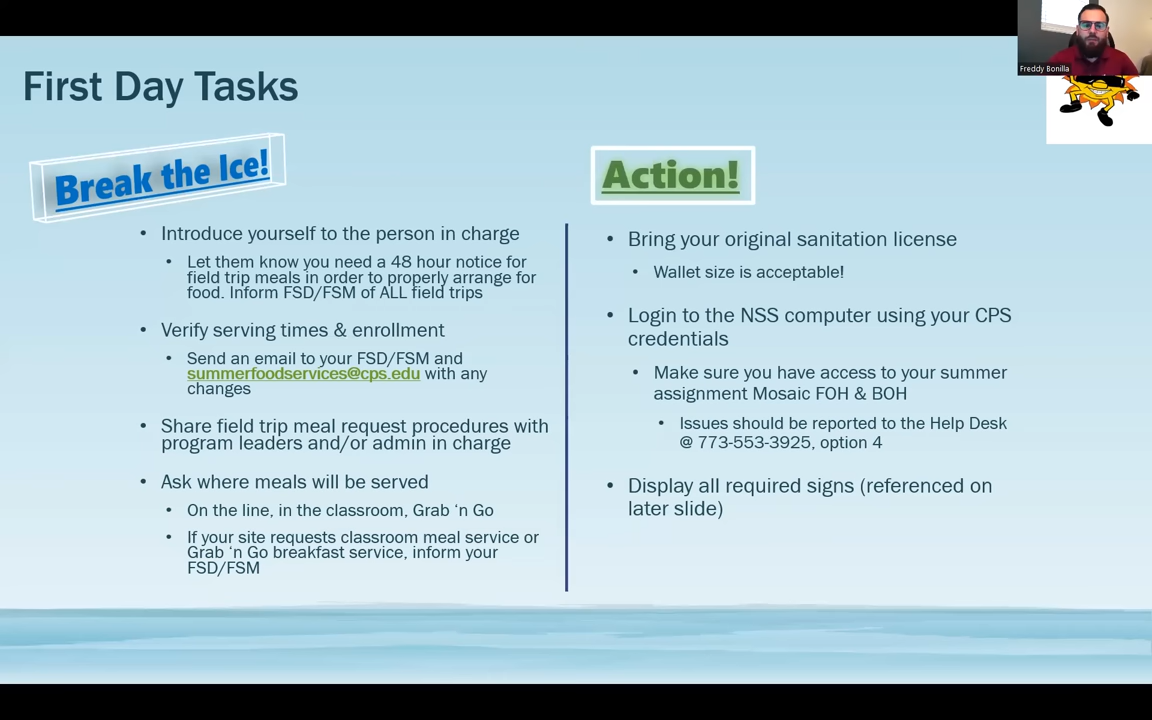 First Day Tasks
Freddy Bonilla
Break the Ice!
• Introduce yourself to the person in charge
• Let them know you need a 48 hour notice for
field trip meals in order to properly arrange for
food. Inform FSD/FSM of ALL field trips
• Verify serving times & enrollment
• Send an email to your FSD/FSM and
summerfoodservices@cps.edu with any
changes
• Share field trip meal request procedures with
program leaders and/or admin in charge
• Ask where meals will be served
• On the line, in the classroom, Grab ‘n Go
• If your site requests classroom meal service or
Grab ‘n Go breakfast service, inform your
FSD/FSM
Action!
• Bring your original sanitation license
• Wallet size is acceptable!
• Login to the NSS computer using your CPS
credentials
• Make sure you have access to your summer
assignment Mosaic FOH & BOH
• Issues should be reported to the Help Desk
@ 773-553-3925, option 4
• Display all required signs (referenced on
later slide)